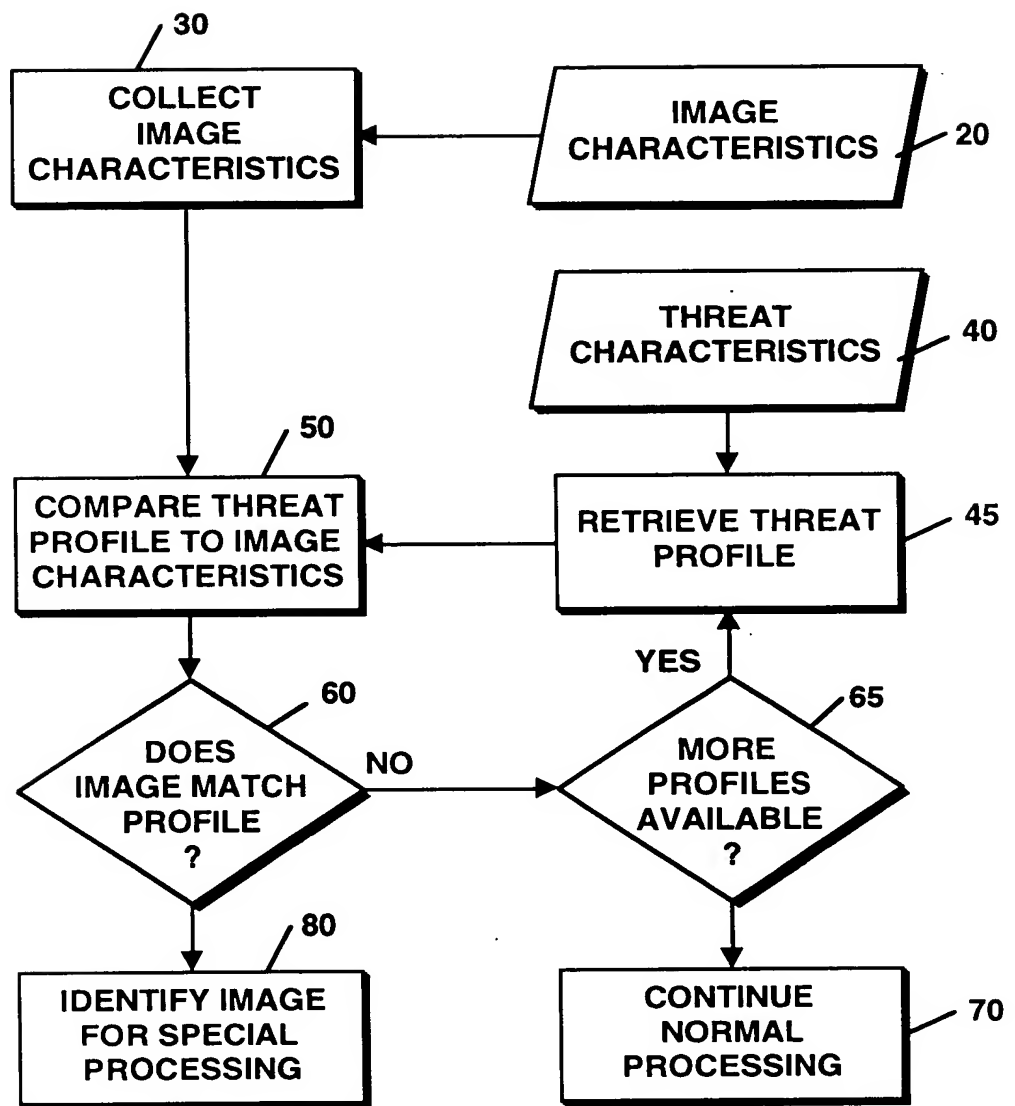 30
COLLECT
IMAGE
CHARACTERISTICS
IMAGE
CHARACTERISTICS
20
THREAT
CHARACTERISTICS
40
50
COMPARE THREAT
PROFILE TO IMAGE
CHARACTERISTICS
RETRIEVE THREAT
PROFILE
45
YES
60
DOES
IMAGE MATCH
PROFILE
?
NO
65
MORE
PROFILES
AVAILABLE
?
80
IDENTIFY IMAGE
FOR SPECIAL
PROCESSING
CONTINUE
NORMAL
PROCESSING
70